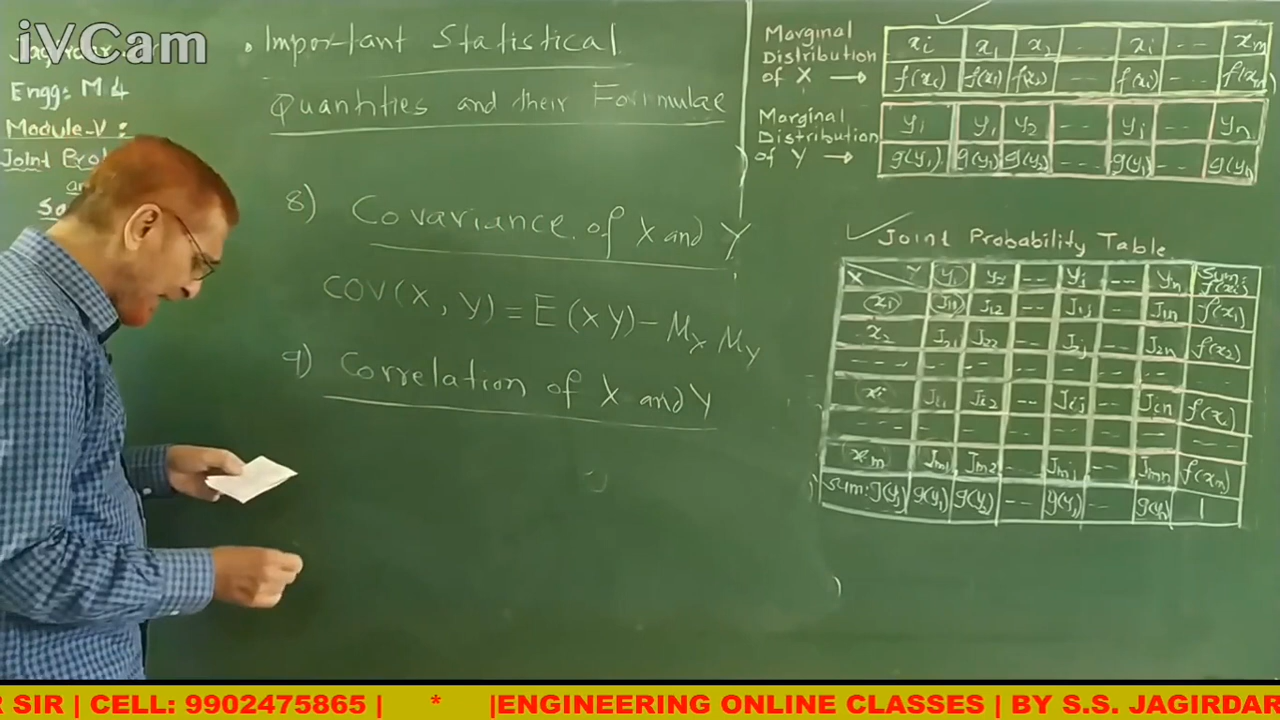 iVCam
Jagirdar.
Engg: M4
Module-V:
Joint Prob
Important Statistical
Quantities and their Formulae
8) Covariance of X and Y
COV(X, Y) = E(XY) - Mx My
9) Correlation of X and Y
Marginal
Distribution
of X →
xi x1 x2 -- xi -- xm
f(xi) f(x1) f(x2) -- f(xi) -- f(xm)
Marginal
Distribution
of Y →
yj y1 y2 -- yj -- yn
g(yj) g(y1) g(y2) -- g(yj) -- g(yn)
✓ Joint Probability Table
X Y y1 y2 -- yj -- yn Sum: f(xi)
x1 J11 J12 -- J1j -- J1n f(x1)
x2 J21 J22 -- J2j -- J2n f(x2)
-- -- -- -- -- -- -- --
xi Ji1 Ji2 -- Jij -- Jin f(xi)
-- -- -- -- -- -- -- --
xm Jm1 Jm2 -- Jmj -- Jmn f(xm)
Sum: g(yj) g(y1) g(y2) -- g(yj) -- g(yn) 1
R SIR | CELL: 9902475865 | * |ENGINEERING ONLINE CLASSES | BY S.S. JAGIRDAR